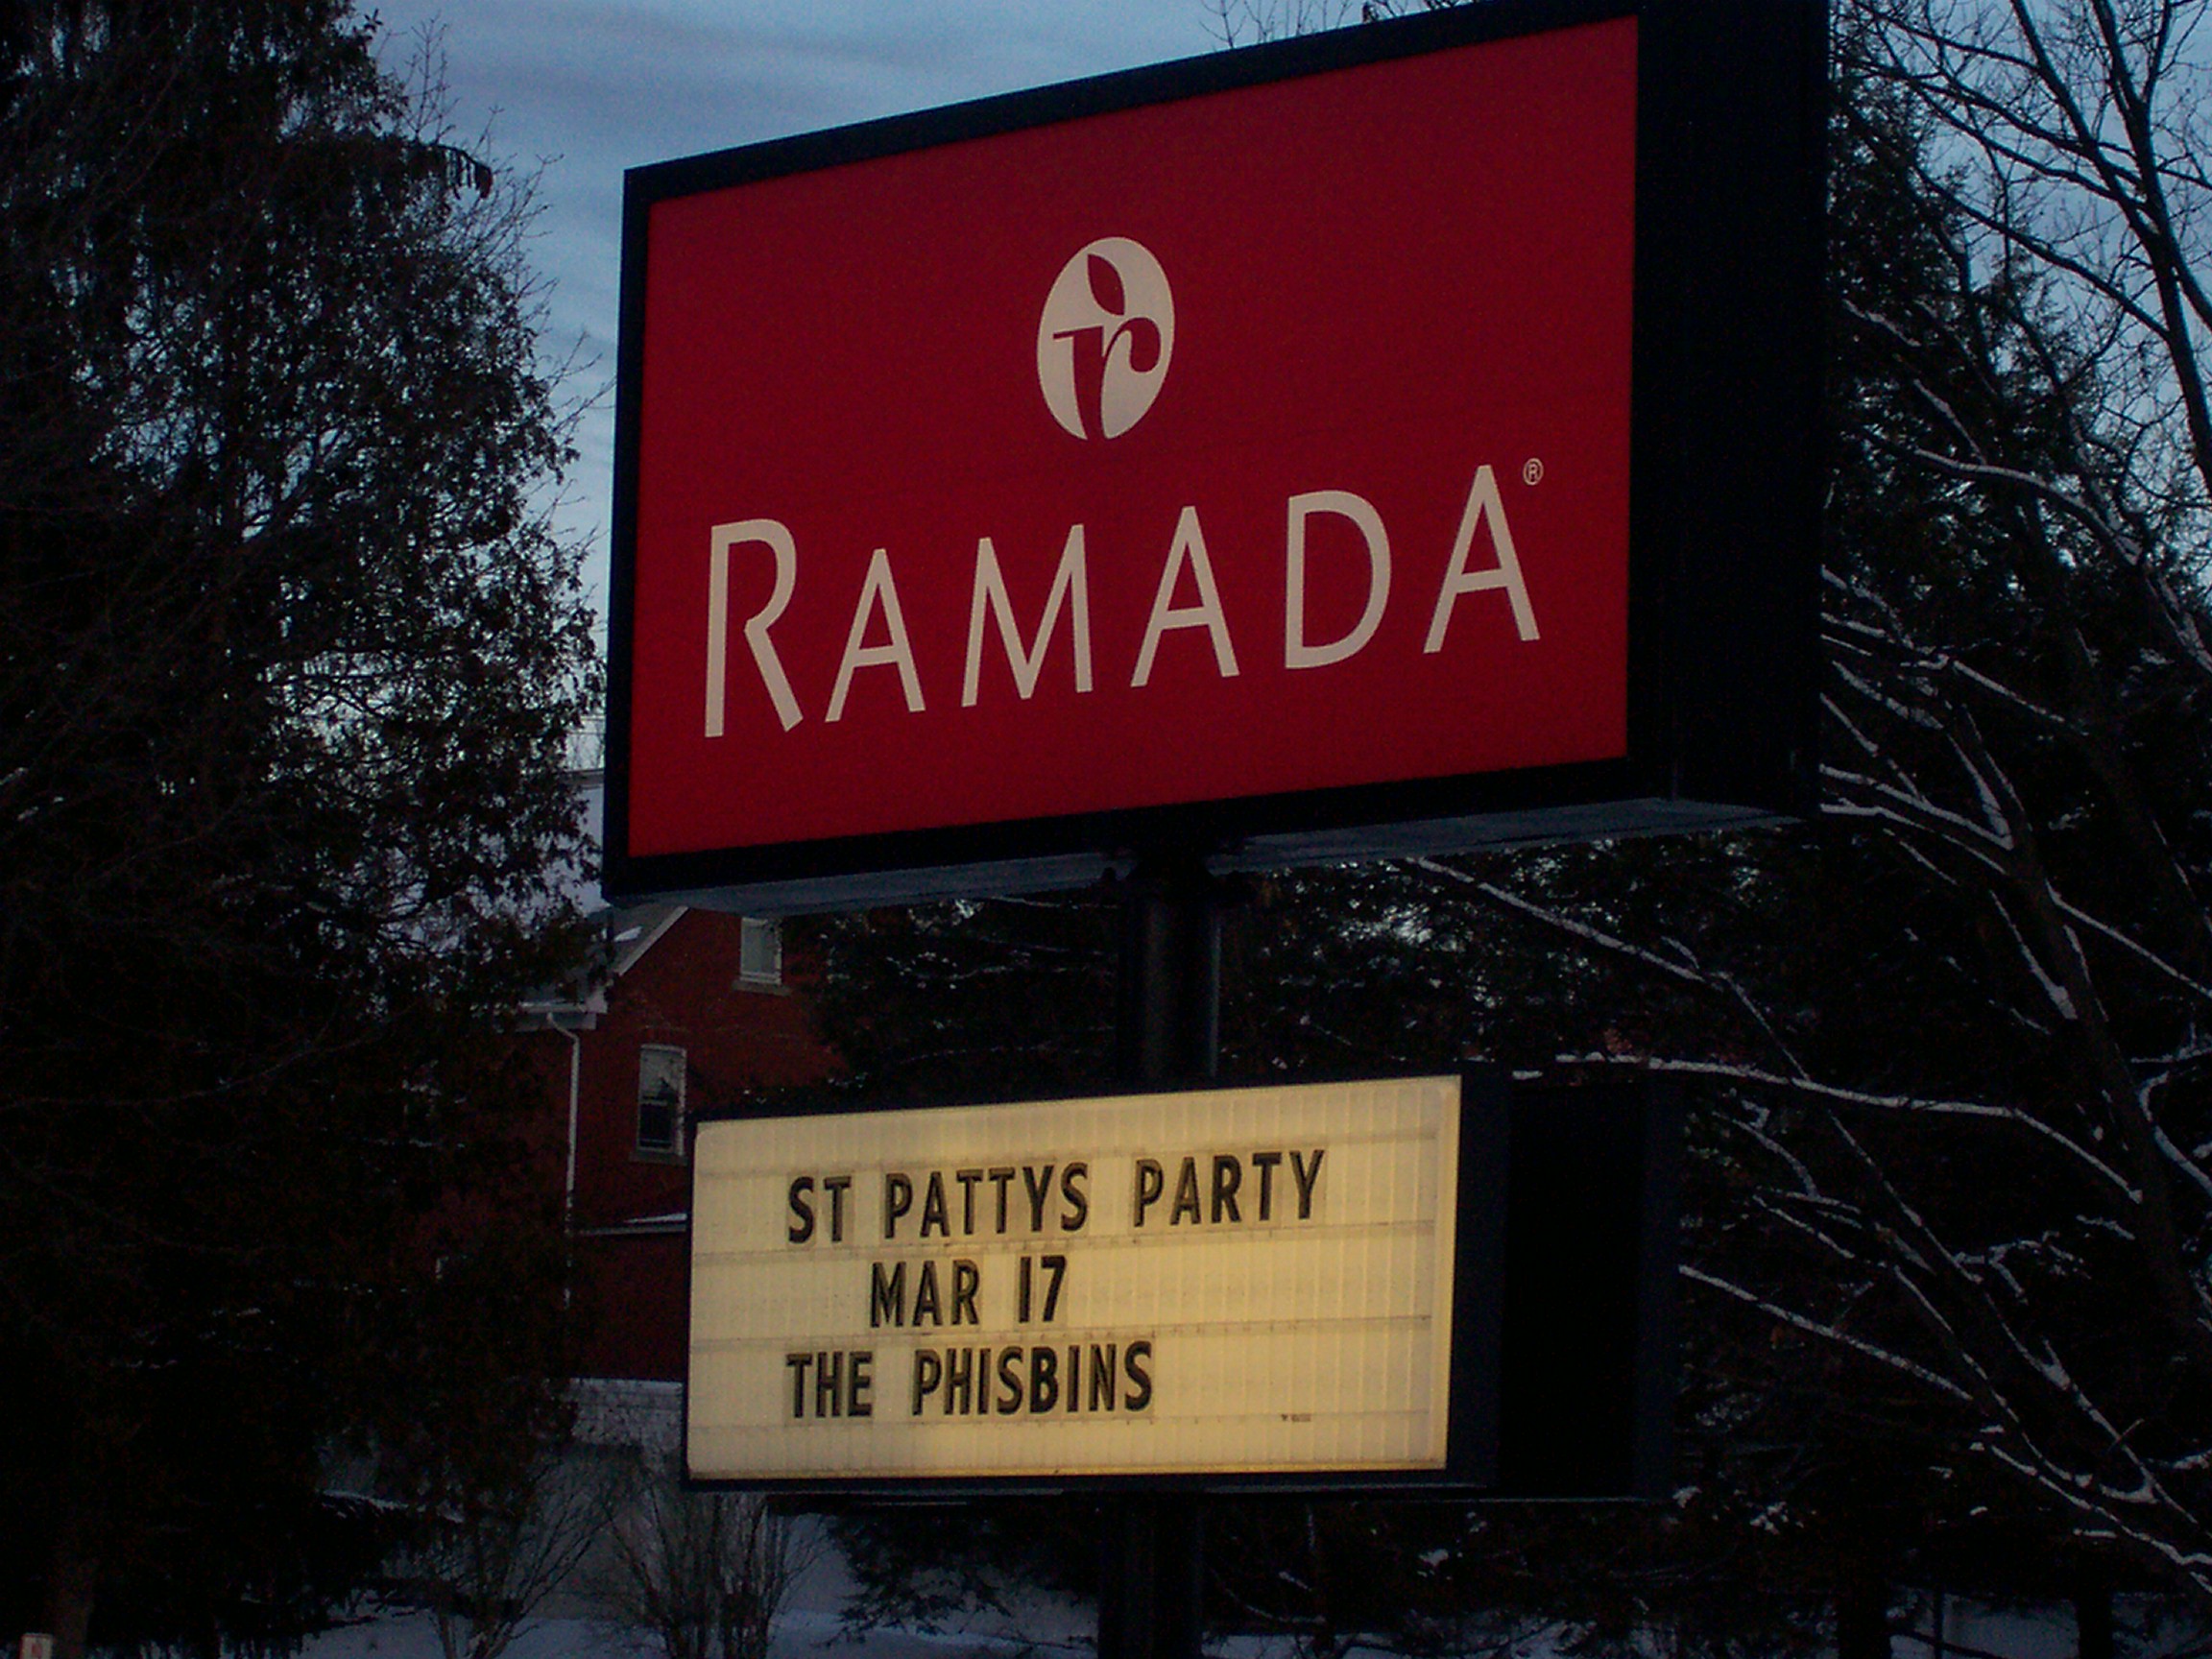 r
RAMADA®
ST PATTYS PARTY
MAR 17
THE PHISBINS